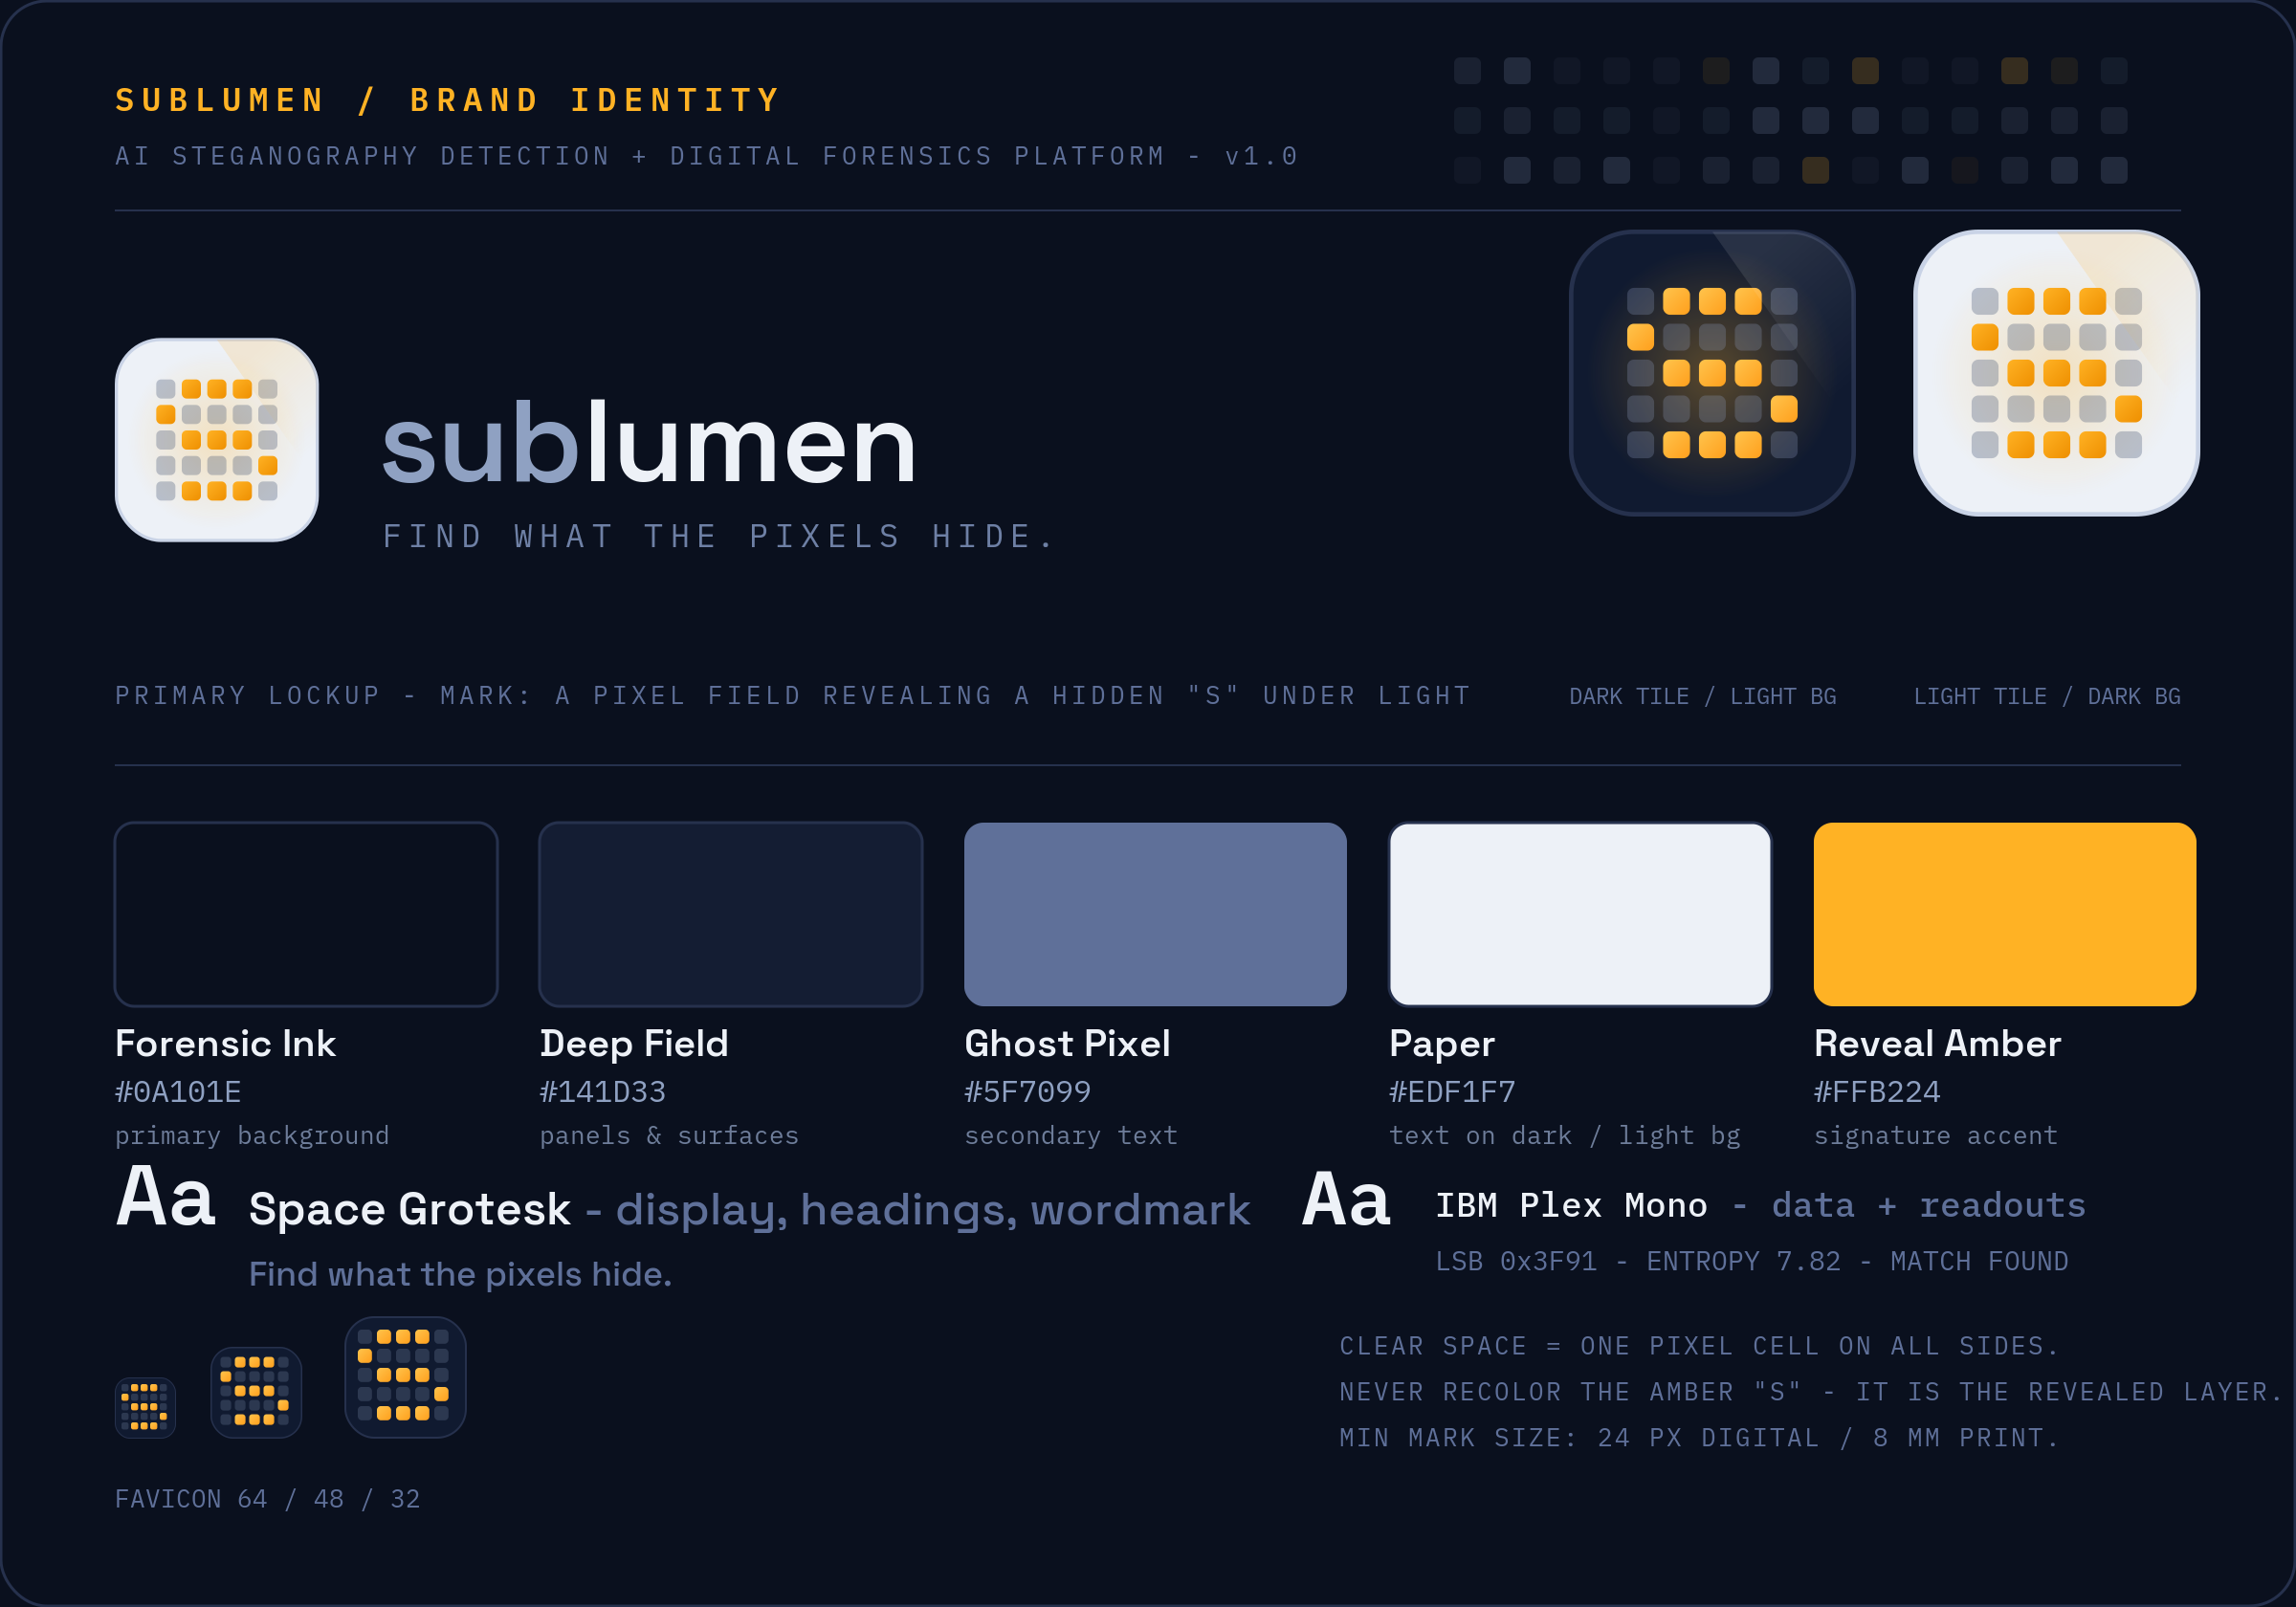 SUBLUMEN / BRAND IDENTITY
AI STEGANOGRAPHY DETECTION + DIGITAL FORENSICS PLATFORM - v1.0
sublumen
FIND WHAT THE PIXELS HIDE.
PRIMARY LOCKUP - MARK: A PIXEL FIELD REVEALING A HIDDEN "S" UNDER LIGHT
DARK TILE / LIGHT BG
LIGHT TILE / DARK BG
Forensic Ink
#0A101E
primary background
Deep Field
#141D33
panels & surfaces
Ghost Pixel
#5F7099
secondary text
Paper
#EDF1F7
text on dark / light bg
Reveal Amber
#FFB224
signature accent
Aa
Space Grotesk - display, headings, wordmark
Find what the pixels hide.
Aa
IBM Plex Mono - data + readouts
LSB 0x3F91 - ENTROPY 7.82 - MATCH FOUND
CLEAR SPACE = ONE PIXEL CELL ON ALL SIDES.
NEVER RECOLOR THE AMBER "S" - IT IS THE REVEALED LAYER.
MIN MARK SIZE: 24 PX DIGITAL / 8 MM PRINT.
FAVICON 64 / 48 / 32